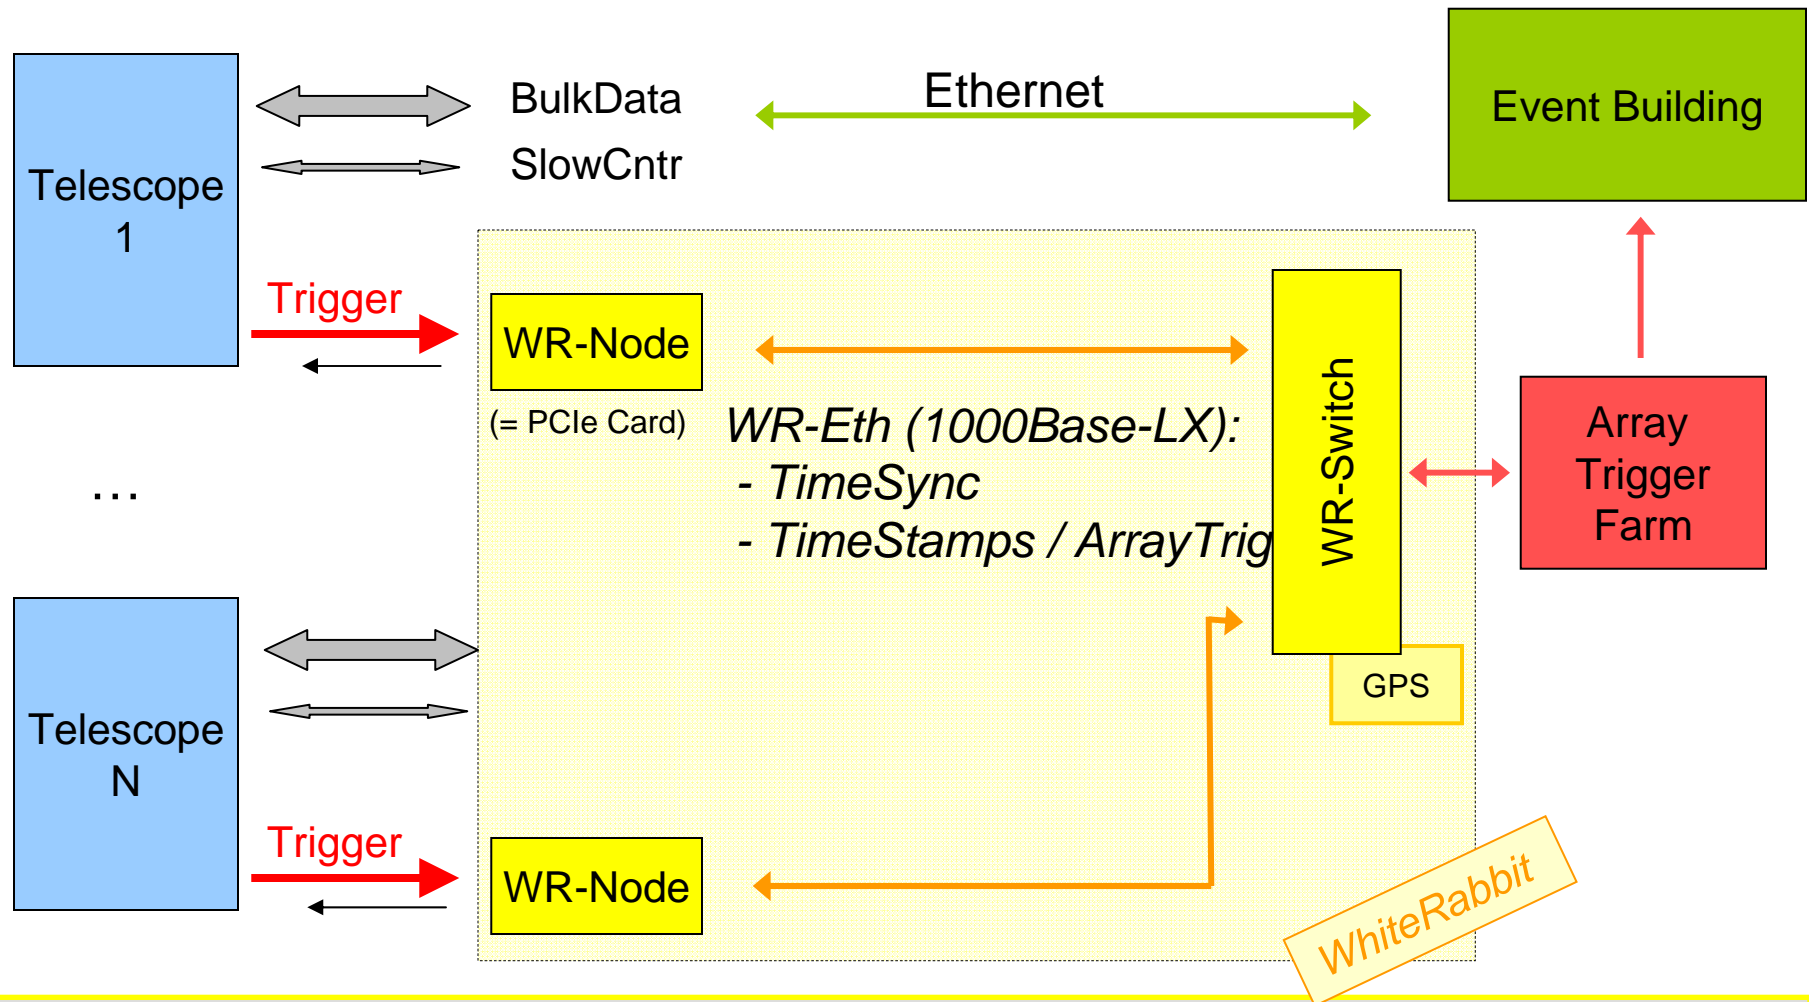 BulkData
Ethernet
Event Building
SlowCntr
Telescope
1
Trigger
WR-Node
(= PCIe Card)
WR-Eth (1000Base-LX):
- TimeSync
- TimeStamps / ArrayTrig
WR-Switch
Array
Trigger
Farm
…
GPS
Telescope
N
Trigger
WR-Node
WhiteRabbit